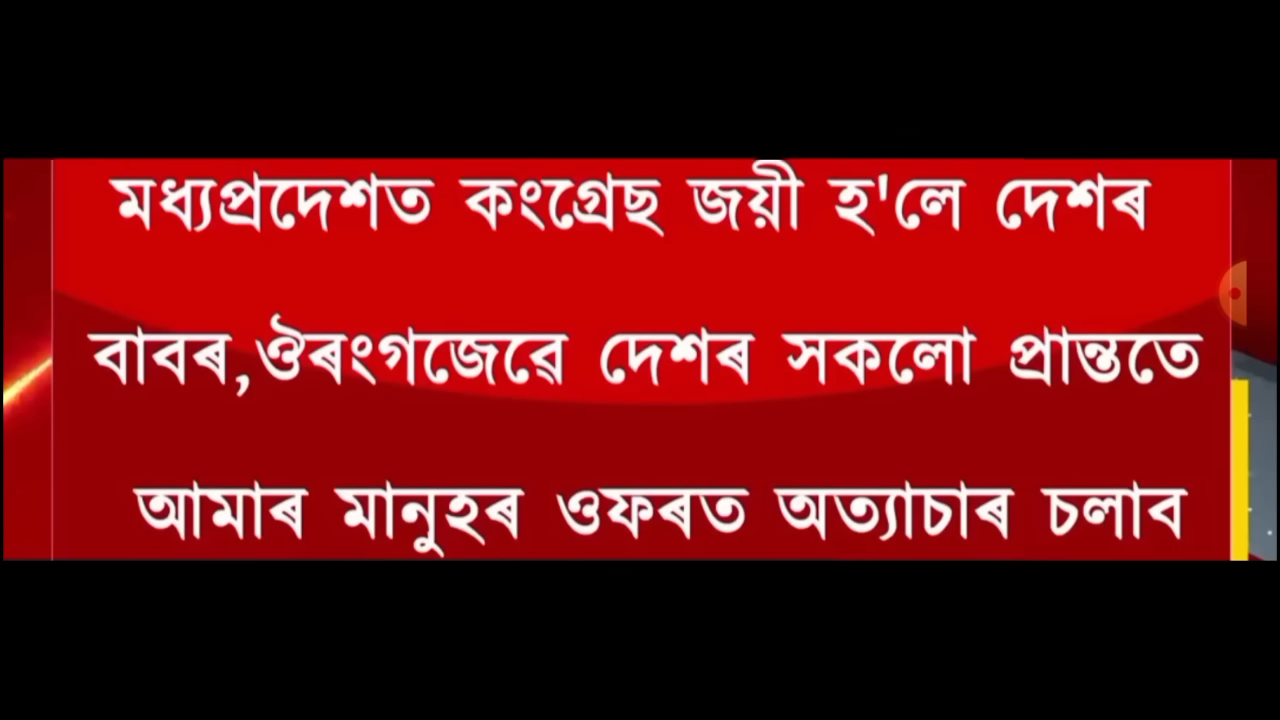 মধ্যপ্ৰদেশত কংগ্ৰেছ জয়ী হ'লে দেশৰ
বাবৰ,ঔৰংগজেৱে দেশৰ সকলো প্ৰান্ততে
আমাৰ মানুহৰ ওফৰত অত্যাচাৰ চলাব